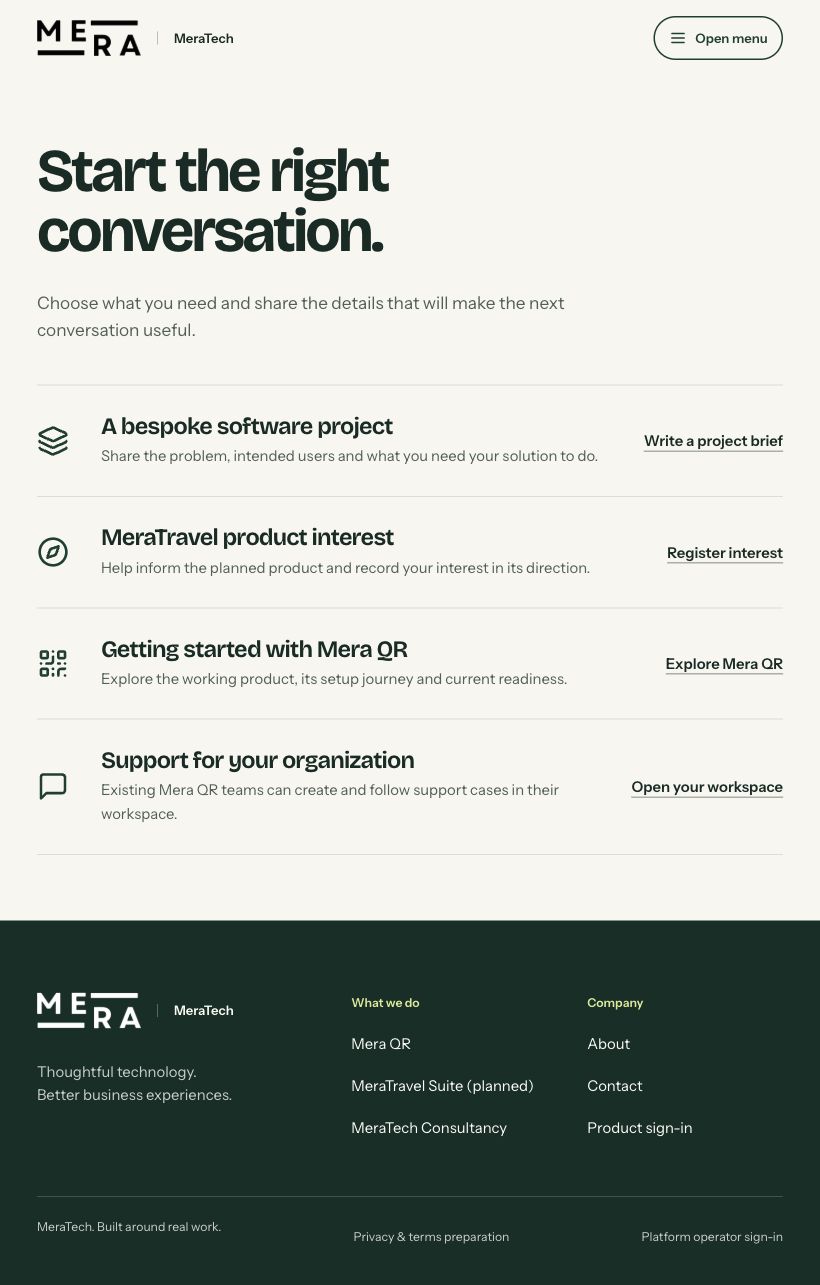 MERA
MeraTech
Open menu
Start the right
conversation.
Choose what you need and share the details that will make the next
conversation useful.
A bespoke software project
Share the problem, intended users and what you need your solution to do.
Write a project brief
MeraTravel product interest
Help inform the planned product and record your interest in its direction.
Register interest
Getting started with Mera QR
Explore the working product, its setup journey and current readiness.
Explore Mera QR
Support for your organization
Existing Mera QR teams can create and follow support cases in their
workspace.
Open your workspace
MERA
MeraTech
Thoughtful technology.
Better business experiences.
What we do
Mera QR
MeraTravel Suite (planned)
MeraTech Consultancy
Company
About
Contact
Product sign-in
MeraTech. Built around real work.
Privacy & terms preparation
Platform operator sign-in